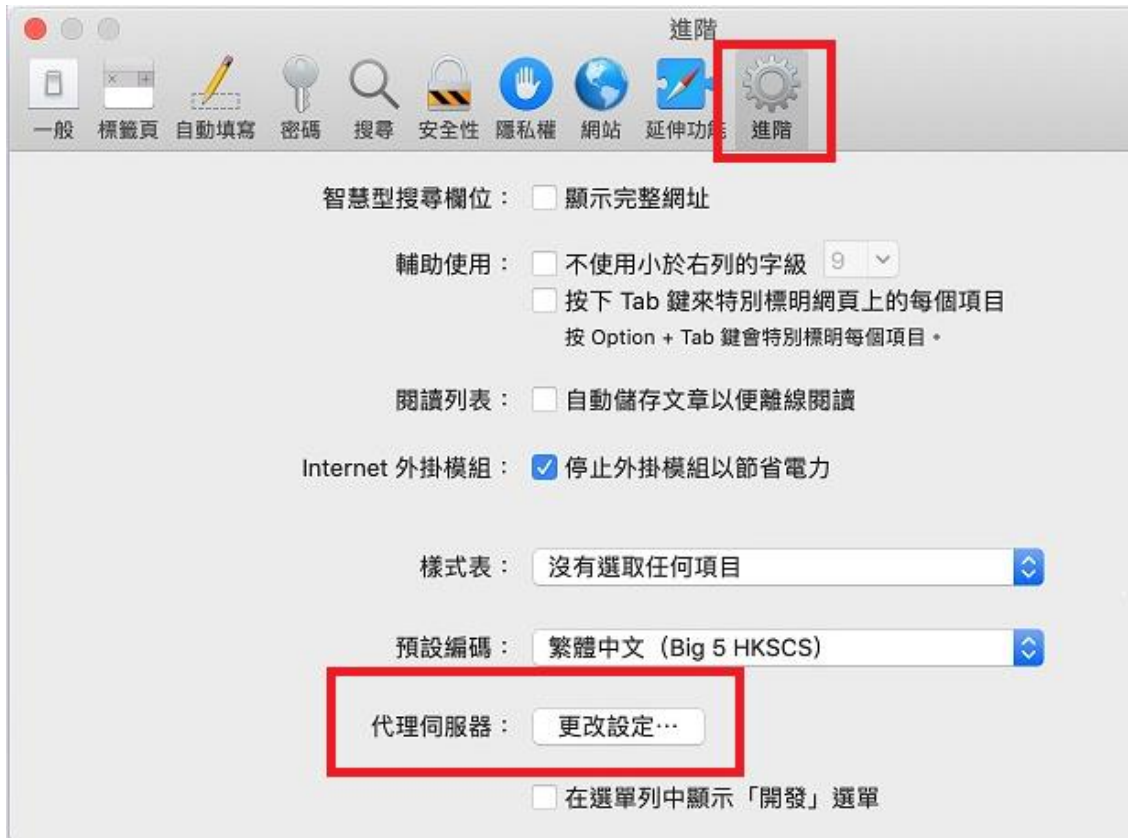 進階
一般 標籤頁 自動填寫 密碼 搜尋 安全性 隱私權 網站 延伸功能 進階
智慧型搜尋欄位： 顯示完整網址
輔助使用： 不使用小於右列的字級 9
按下 Tab 鍵來特別標明網頁上的每個項目
按 Option + Tab 鍵會特別標明每個項目。
閱讀列表： 自動儲存文章以便離線閱讀
Internet 外掛模組： 停止外掛模組以節省電力
樣式表： 沒有選取任何項目
預設編碼： 繁體中文（Big 5 HKSCS）
代理伺服器： 更改設定⋯
在選單列中顯示「開發」選單